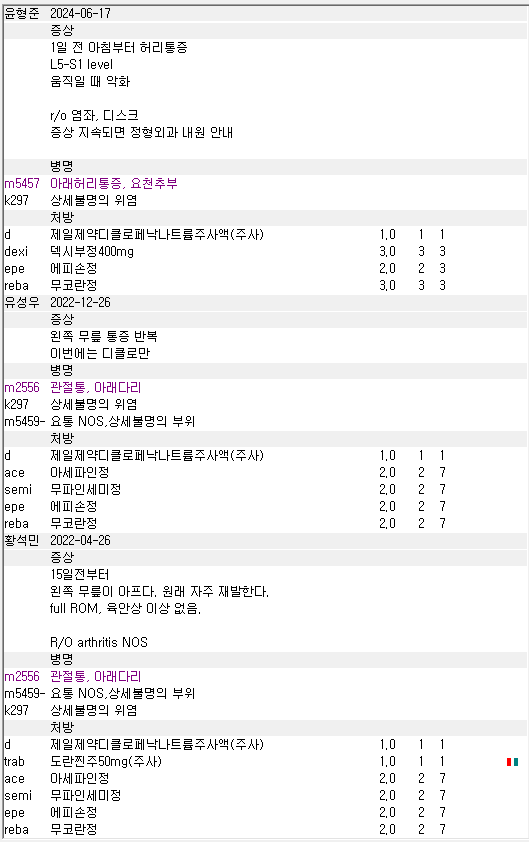 윤형준 2024-06-17
증상
1일 전 아침부터 허리통증
L5-S1 level
움직일 때 악화
r/o 염좌, 디스크
증상 지속되면 정형외과 내원 안내
병명
m5457 아래허리통증, 요천추부
k297 상세불명의 위염
처방
d 제일제약디클로페낙나트륨주사액(주사) 1.0 1 1
dexi 덱시부정400mg 3.0 3 3
epe 에피손정 2.0 2 3
reba 무코란정 3.0 3 3
유성우 2022-12-26
증상
왼쪽 무릎 통증 반복
이번에는 디클로만
병명
m2556 관절통, 아래다리
k297 상세불명의 위염
m5459- 요통 NOS,상세불명의 부위
처방
d 제일제약디클로페낙나트륨주사액(주사) 1.0 1 1
ace 아세파인정 2.0 2 7
semi 무파인세미정 2.0 2 7
epe 에피손정 2.0 2 7
reba 무코란정 2.0 2 7
황석민 2022-04-26
증상
15일전부터
왼쪽 무릎이 아프다. 원래 자주 재발한다.
full ROM, 육안상 이상 없음.
R/O arthritis NOS
병명
m2556 관절통, 아래다리
m5459- 요통 NOS,상세불명의 부위
k297 상세불명의 위염
처방
d 제일제약디클로페낙나트륨주사액(주사) 1.0 1 1
trab 도란찐주50mg(주사) 1.0 1 1
ace 아세파인정 2.0 2 7
semi 무파인세미정 2.0 2 7
epe 에피손정 2.0 2 7
reba 무코란정 2.0 2 7